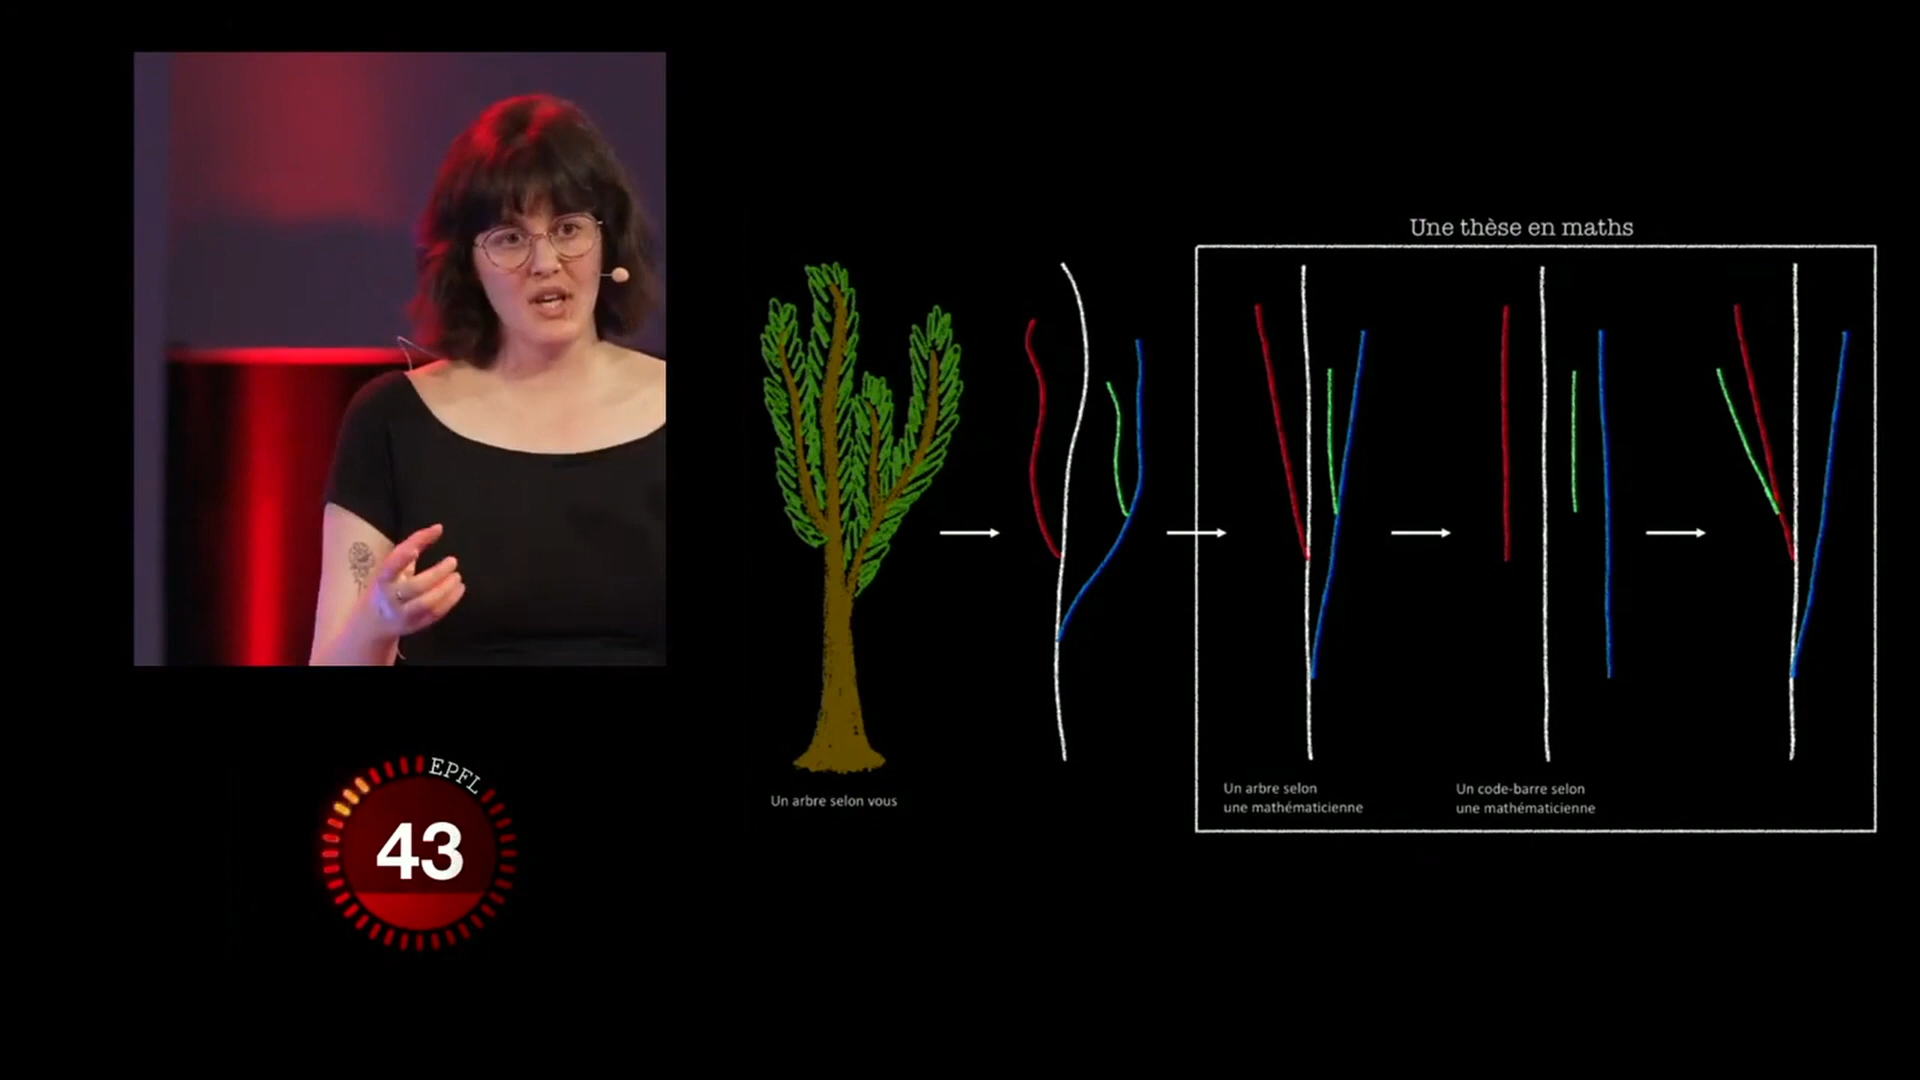 Une thèse en maths
Un arbre selon vous
Un arbre selon
une mathématicienne
Un code-barre selon
une mathématicienne
EPFL
43